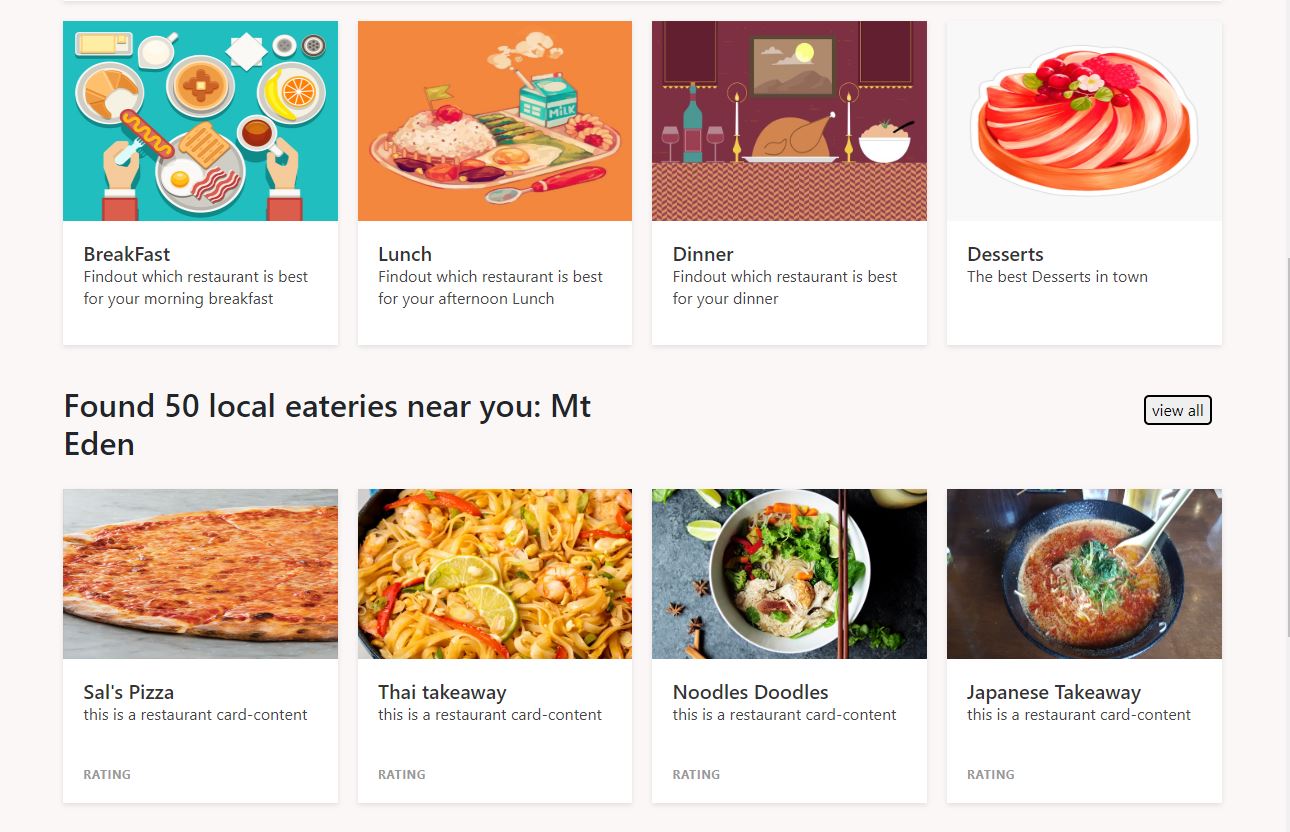 MiLK
BreakFast
Findout which restaurant is best
for your morning breakfast
Lunch
Findout which restaurant is best
for your afternoon Lunch
Dinner
Findout which restaurant is best
for your dinner
Desserts
The best Desserts in town
Found 50 local eateries near you: Mt
Eden
view all
Sal's Pizza
this is a restaurant card-content
RATING
Thai takeaway
this is a restaurant card-content
RATING
Noodles Doodles
this is a restaurant card-content
RATING
Japanese Takeaway
this is a restaurant card-content
RATING